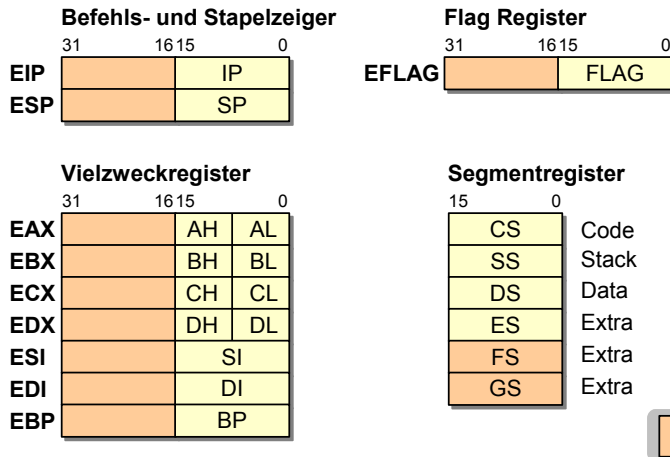 Befehls- und Stapelzeiger
31 16 15 0
EIP IP
ESP SP
Flag Register
31 16 15 0
EFLAG FLAG
Vielzweckregister
31 16 15 0
EAX AH AL
EBX BH BL
ECX CH CL
EDX DH DL
ESI SI
EDI DI
EBP BP
Segmentregister
15 0
CS Code
SS Stack
DS Data
ES Extra
FS Extra
GS Extra